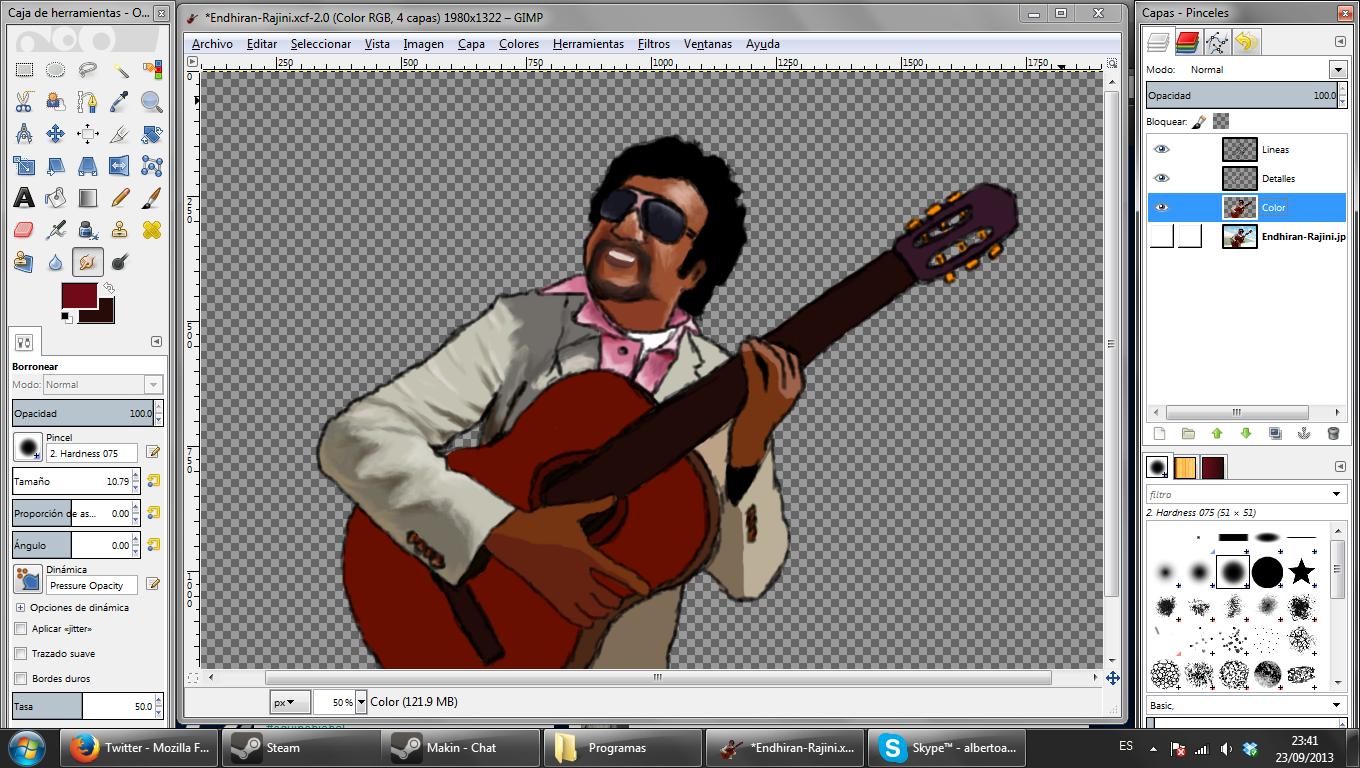 Caja de herramientas - O...
*Endhiran-Rajini.xcf-2.0 (Color RGB, 4 capas) 1980x1322 – GIMP
Capas - Pinceles
Archivo Editar Seleccionar Vista Imagen Capa Colores Herramientas Filtros Ventanas Ayuda
250 500 750 1000 1250 1500 1750
0
250
500
750
1000
Borronear
Modo: Normal
Opacidad 100.0
Pincel
2. Hardness 075
Tamaño 10.79
Proporción de as... 0.00
Ángulo 0.00
Dinámica
Pressure Opacity
Opciones de dinámica
Aplicar «jitter»
Trazado suave
Bordes duros
Tasa 50.0
px 50 % Color (121.9 MB)
Modo: Normal
Opacidad 100.0
Bloquear:
Lineas
Detalles
Color
Endhiran-Rajini.jp
filtro
2. Hardness 075 (51 × 51)
Basic,
Twitter - Mozilla F...
Steam
Makin - Chat
Programas
*Endhiran-Rajini.x...
Skype™ - albertoa...
ES
23:41
23/09/2013